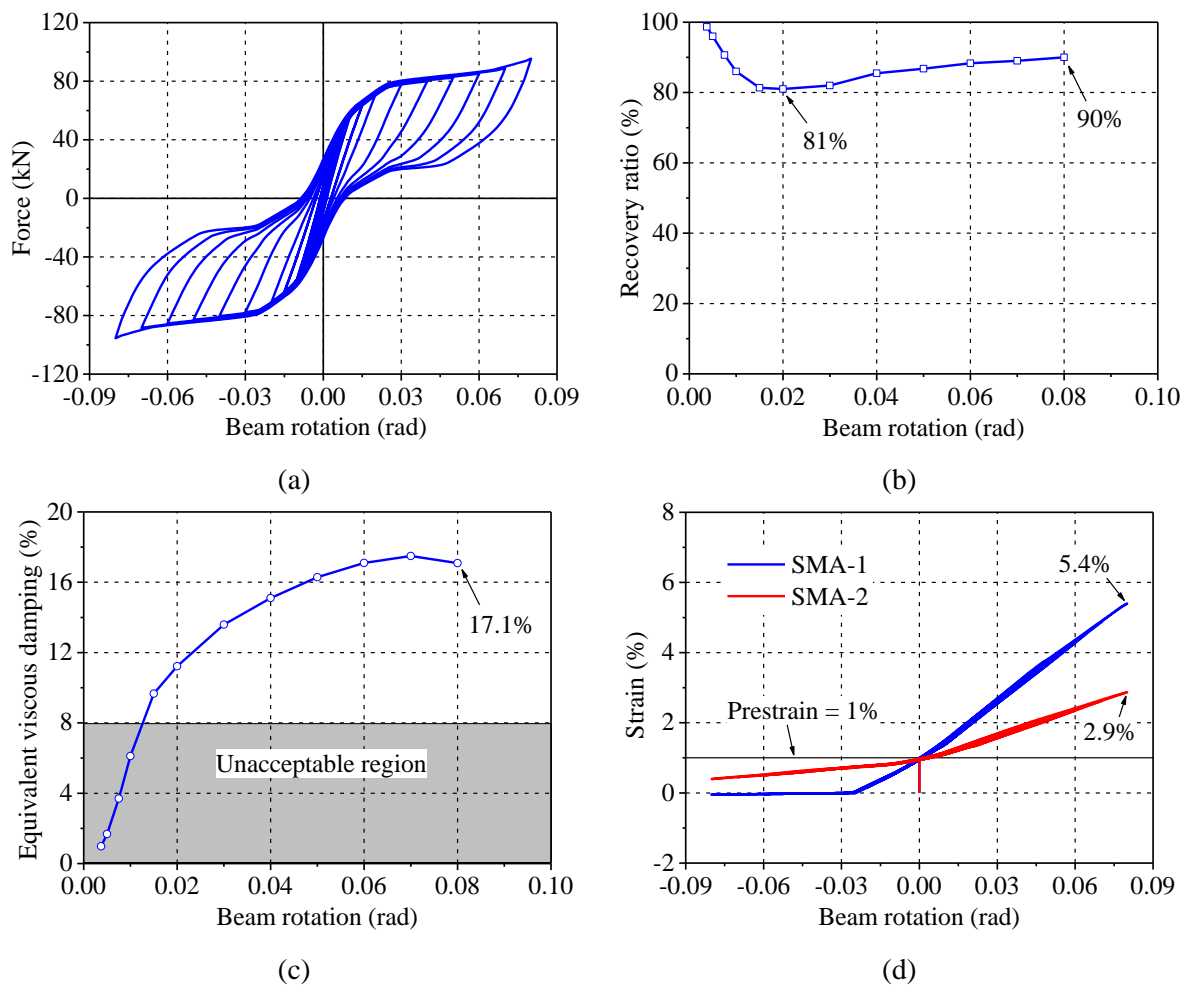 120
80
40
0
-40
-80
-120
Force (kN)
-0.09 -0.06 -0.03 0.00 0.03 0.06 0.09
Beam rotation (rad)
(a)
100
80
60
40
20
0
Recovery ratio (%)
81%
90%
0.00 0.02 0.04 0.06 0.08 0.10
Beam rotation (rad)
(b)
20
16
12
8
4
0
Equivalent viscous damping (%)
17.1%
Unacceptable region
0.00 0.02 0.04 0.06 0.08 0.10
Beam rotation (rad)
(c)
8
6
4
2
0
-2
Strain (%)
SMA-1
SMA-2
5.4%
Prestrain = 1%
2.9%
-0.09 -0.06 -0.03 0.00 0.03 0.06 0.09
Beam rotation (rad)
(d)